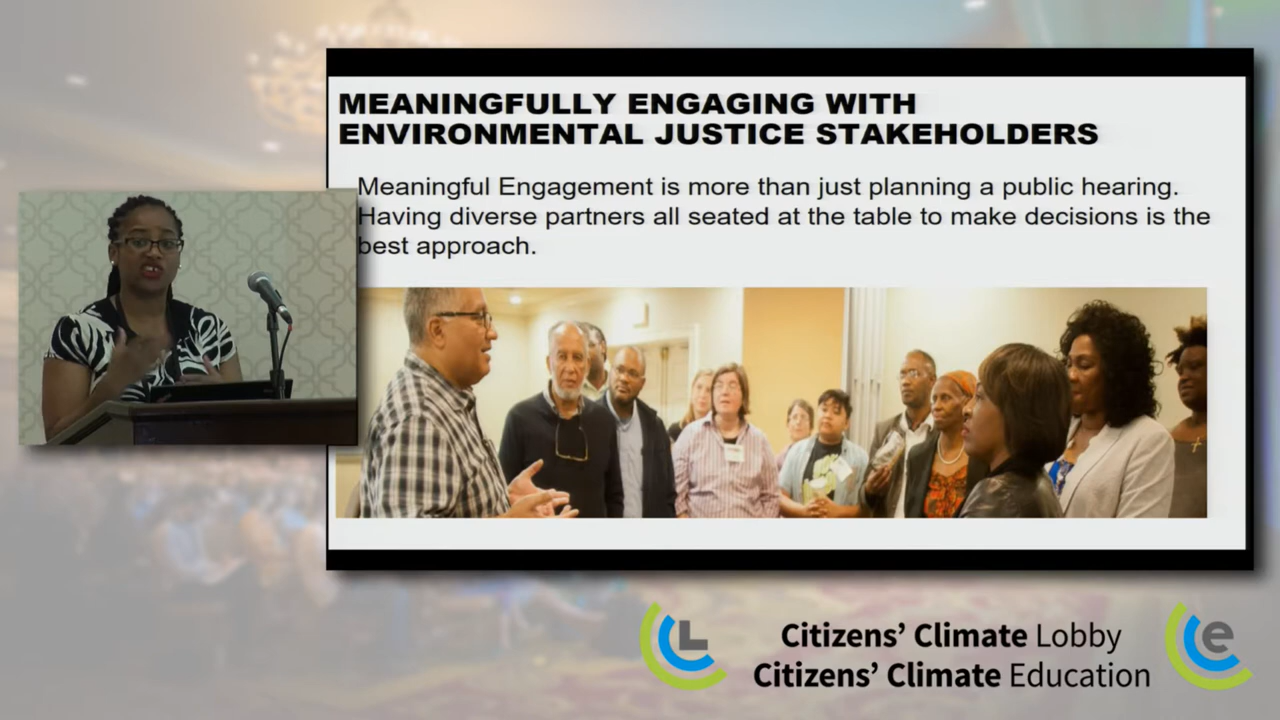 MEANINGFULLY ENGAGING WITH
ENVIRONMENTAL JUSTICE STAKEHOLDERS
Meaningful Engagement is more than just planning a public hearing.
Having diverse partners all seated at the table to make decisions is the
best approach.
L
Citizens' Climate Lobby
Citizens' Climate Education
e